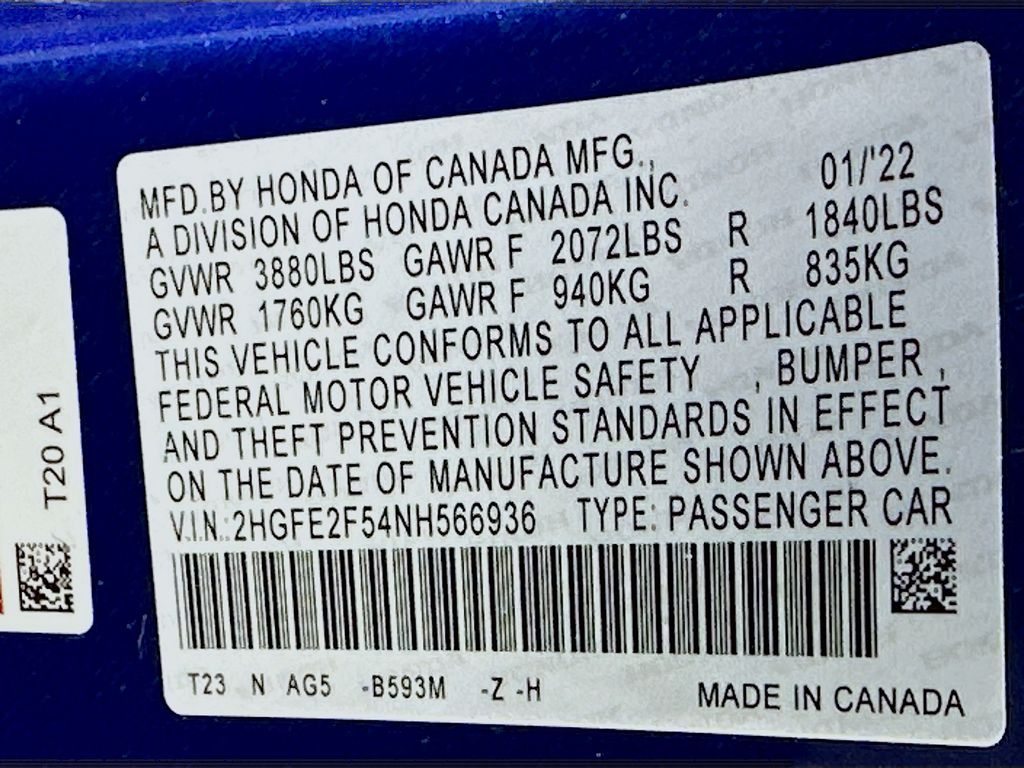 MFD.BY HONDA OF CANADA MFG., 01/'22
A DIVISION OF HONDA CANADA INC.
GVWR 3880LBS GAWR F 2072LBS R 1840LBS
GVWR 1760KG GAWR F 940KG R 835KG
THIS VEHICLE CONFORMS TO ALL APPLICABLE
FEDERAL MOTOR VEHICLE SAFETY , BUMPER ,
AND THEFT PREVENTION STANDARDS IN EFFECT
ON THE DATE OF MANUFACTURE SHOWN ABOVE.
V.I.N.:2HGFE2F54NH566936 TYPE: PASSENGER CAR
T23 N AG5 -B593M -Z -H
MADE IN CANADA
T20 A1